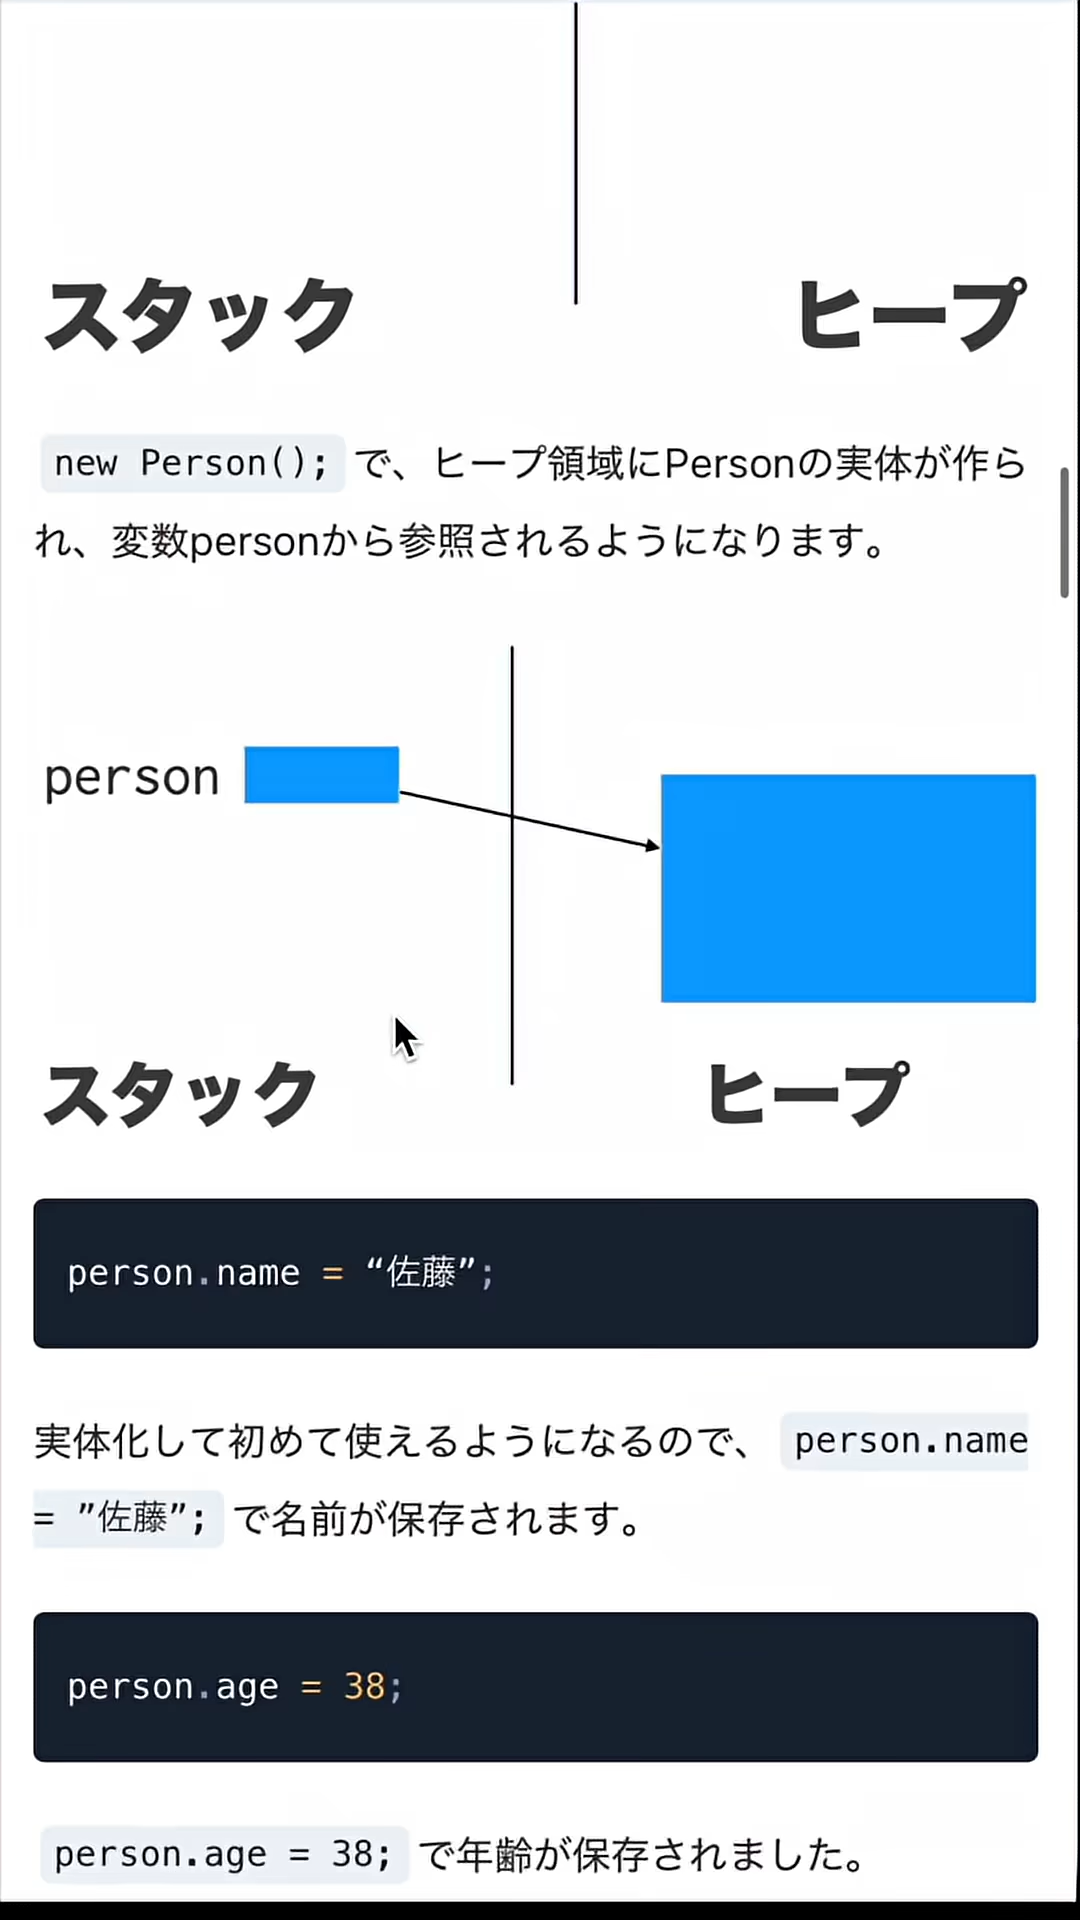 スタック ヒープ
new Person(); で、ヒープ領域にPersonの実体が作ら
れ、変数personから参照されるようになります。
person
スタック ヒープ
person.name = “佐藤”;
実体化して初めて使えるようになるので、 person.name
= ”佐藤”; で名前が保存されます。
person.age = 38;
person.age = 38; で年齢が保存されました。